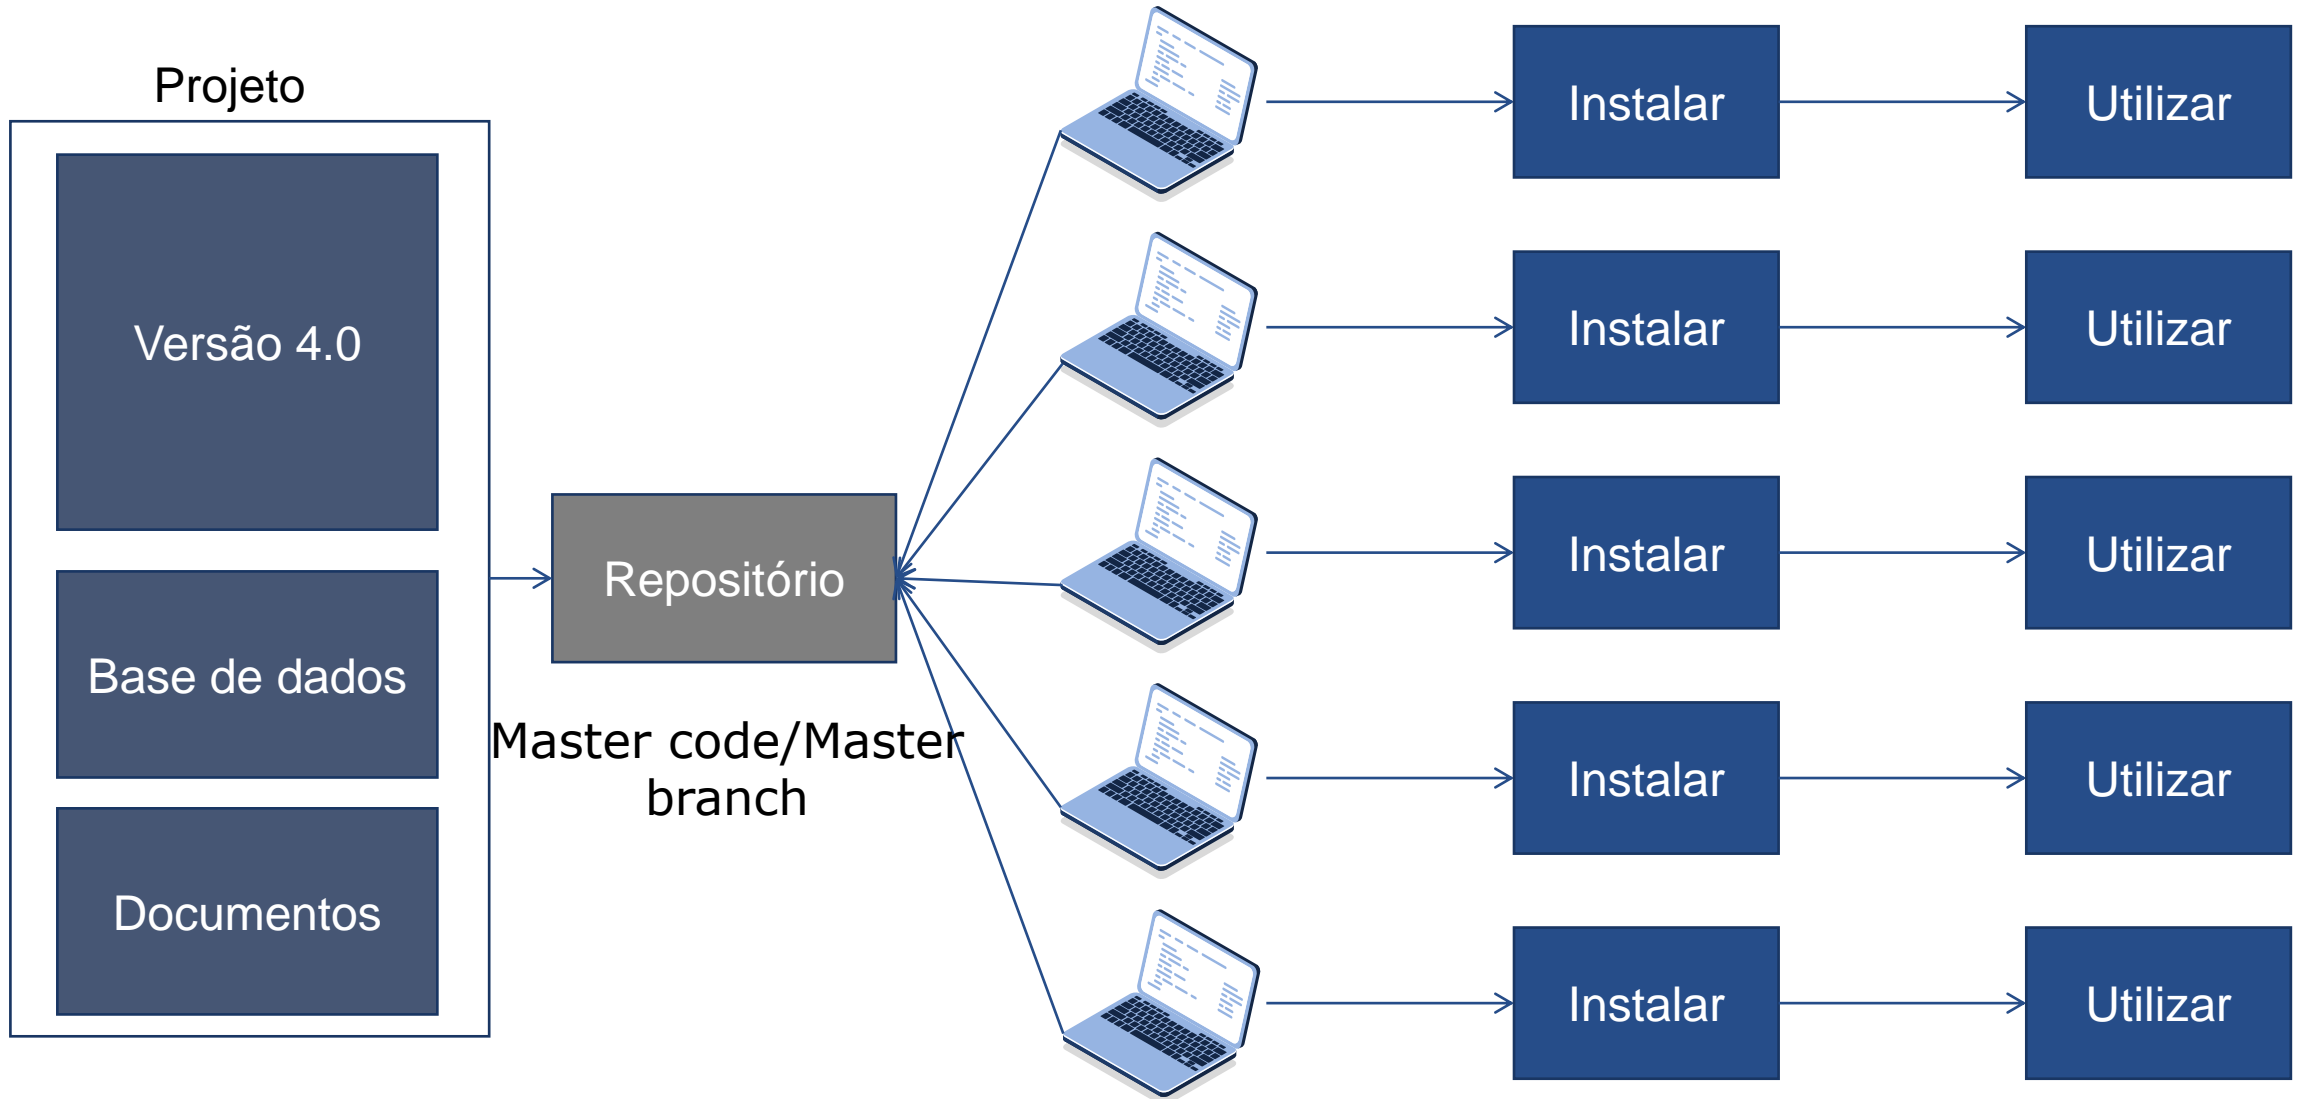 Projeto
Versão 4.0
Base de dados
Documentos
Repositório
Master code/Master
branch
Instalar
Utilizar
Instalar
Utilizar
Instalar
Utilizar
Instalar
Utilizar
Instalar
Utilizar